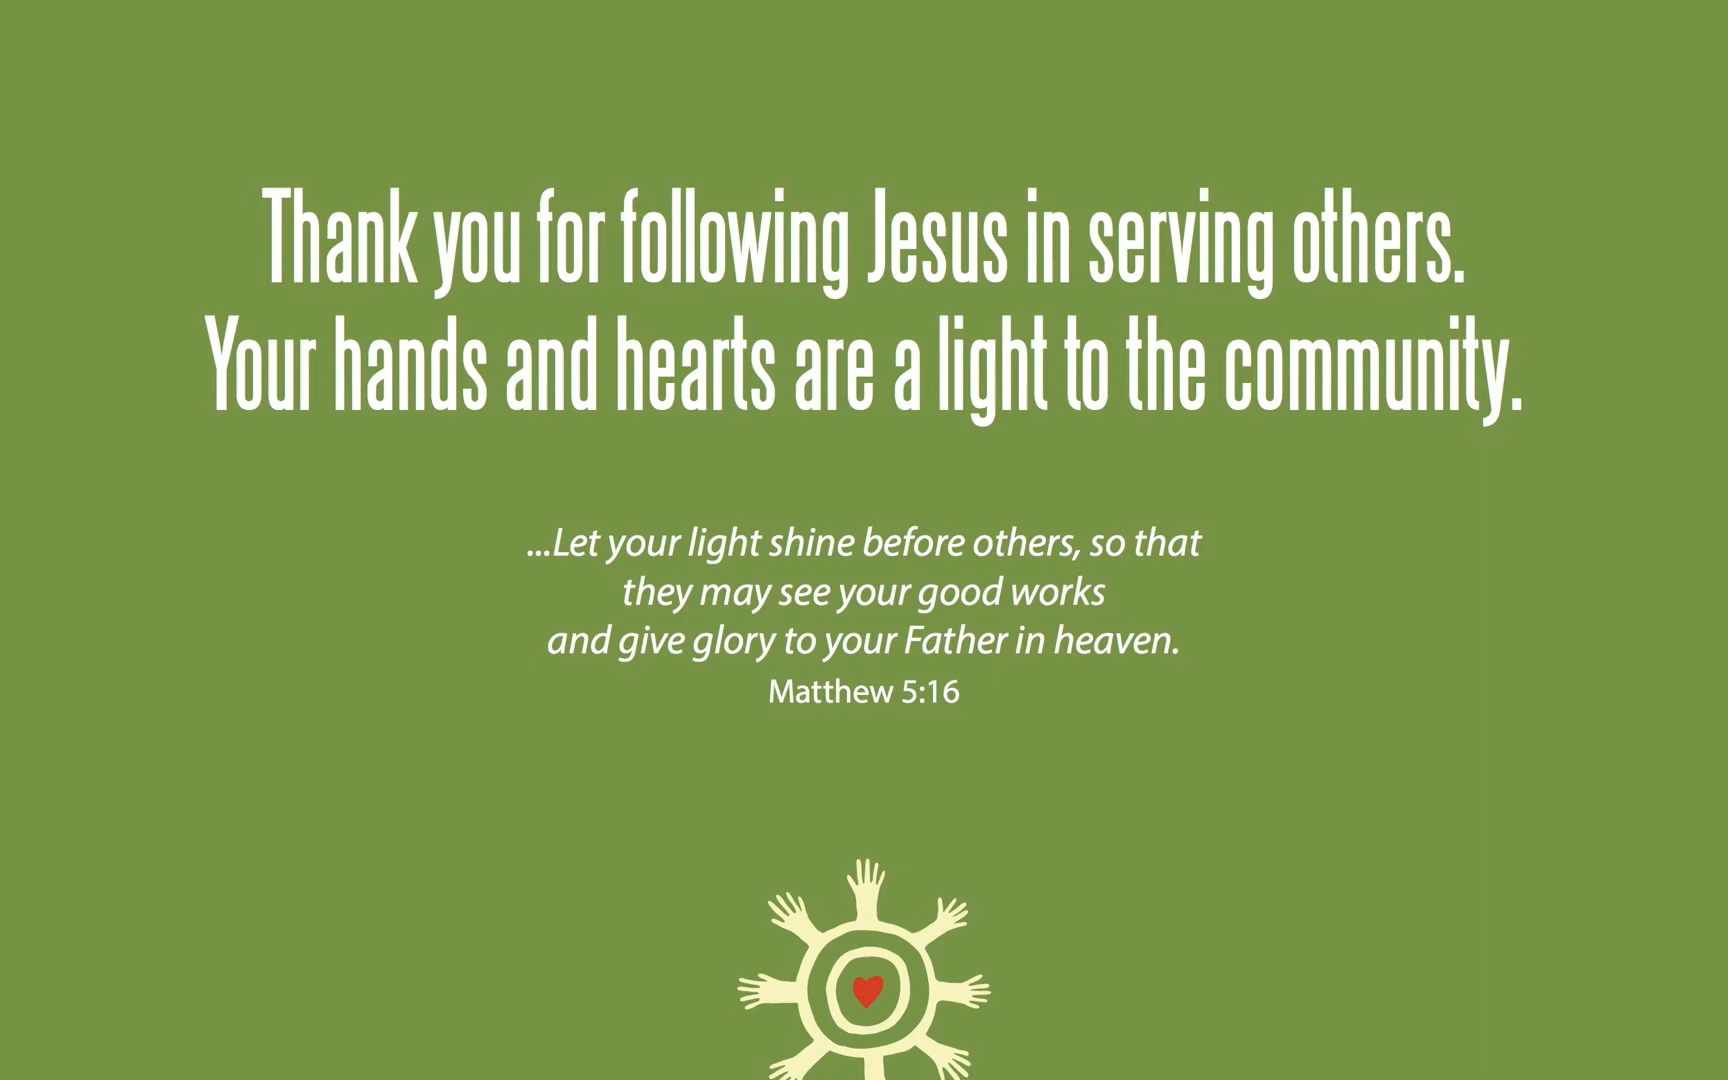 Thank you for following Jesus in serving others.
Your hands and hearts are a light to the community.
...Let your light shine before others, so that
they may see your good works
and give glory to your Father in heaven.
Matthew 5:16